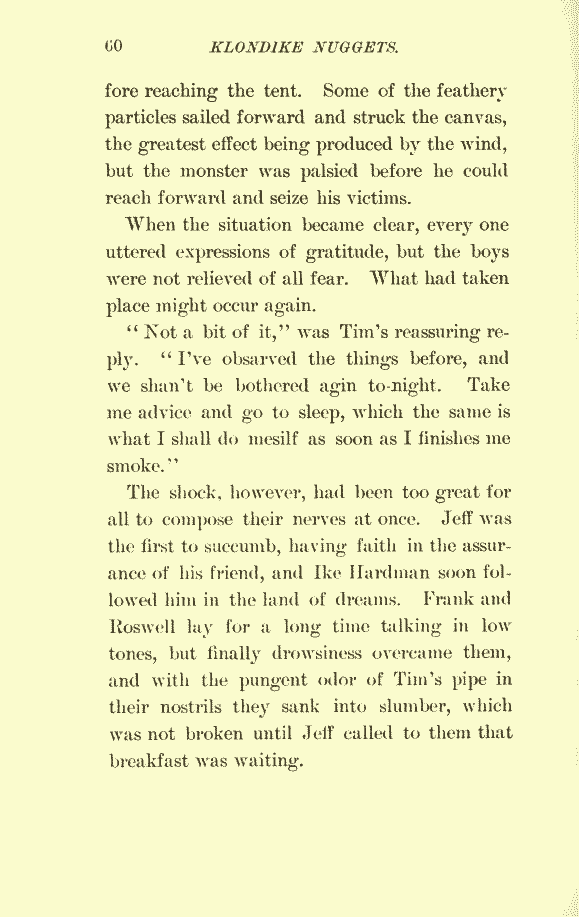 60 KLONDIKE NUGGETS.
fore reaching the tent. Some of the feathery
particles sailed forward and struck the canvas,
the greatest effect being produced by the wind,
but the monster was palsied before he could
reach forward and seize his victims.
When the situation became clear, every one
uttered expressions of gratitude, but the boys
were not relieved of all fear. What had taken
place might occur again.
“Not a bit of it,” was Tim's reassuring re-
ply. “I've obsarved the things before, and
we shan't be bothered agin to-night. Take
me advice and go to sleep, which the same is
what I shall do mesilf as soon as I finishes me
smoke.”
The shock, however, had been too great for
all to compose their nerves at once. Jeff was
the first to succumb, having faith in the assur-
ance of his friend, and Ike Hardman soon fol-
lowed him in the land of dreams. Frank and
Roswell lay for a long time talking in low
tones, but finally drowsiness overcame them,
and with the pungent odor of Tim's pipe in
their nostrils they sank into slumber, which
was not broken until Jeff called to them that
breakfast was waiting.